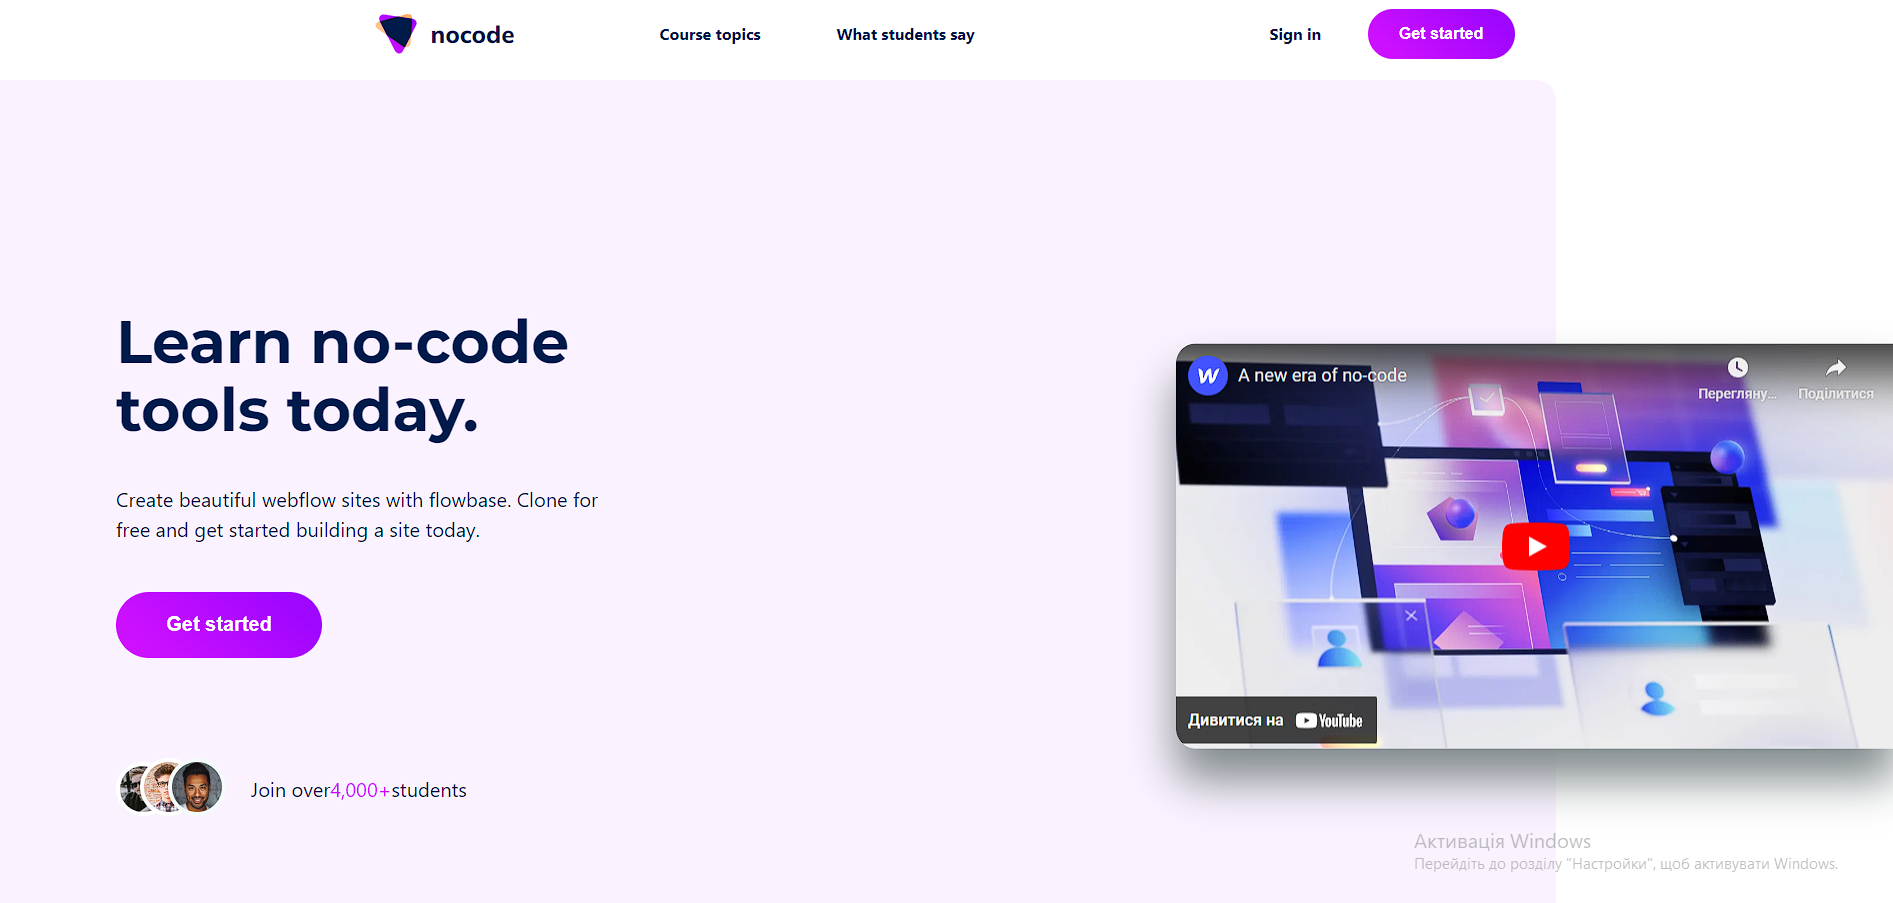 nocode
Course topics
What students say
Sign in
Get started
Learn no-code
tools today.
Create beautiful webflow sites with flowbase. Clone for
free and get started building a site today.
Get started
Join over4,000+students
W
A new era of no-code
Перегляну...
Поділитися
Дивитися на YouTube
Активація Windows
Перейдіть до розділу "Настройки", щоб активувати Windows.